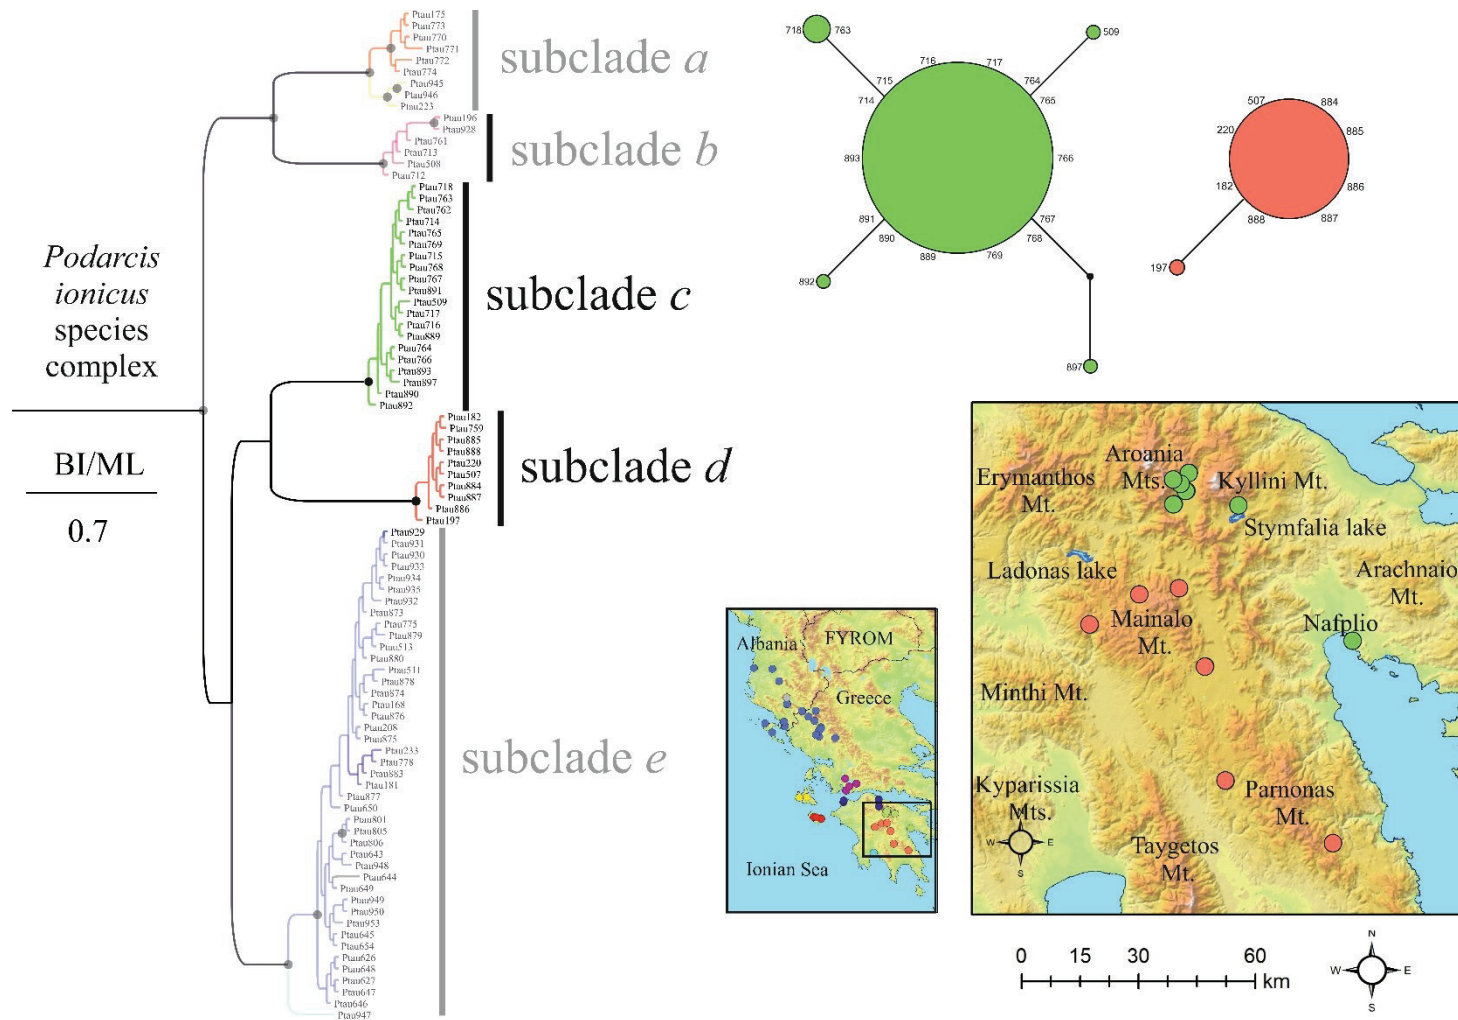 Ptau175
Ptau773
Ptau770
Ptau771
Ptau772
Ptau774
Ptau945
Ptau946
Ptau223
subclade a
Ptau196
Ptau928
Ptau761
Ptau713
Ptau508
Ptau712
subclade b
Ptau718
Ptau763
Ptau762
Ptau714
Ptau765
Ptau769
Ptau715
Ptau768
Ptau767
Ptau891
Ptau509
Ptau717
Ptau716
Ptau889
Ptau764
Ptau766
Ptau893
Ptau897
Ptau890
Ptau892
subclade c
Podarcis
ionicus
species
complex
BI/ML
0.7
Ptau182
Ptau759
Ptau885
Ptau888
Ptau220
Ptau507
Ptau884
Ptau887
Ptau886
Ptau197
subclade d
Ptau929
Ptau931
Ptau930
Ptau933
Ptau934
Ptau935
Ptau932
Ptau873
Ptau775
Ptau879
Ptau513
Ptau880
Ptau511
Ptau878
Ptau874
Ptau168
Ptau876
Ptau208
Ptau875
Ptau233
Ptau778
Ptau883
Ptau181
Ptau877
Ptau650
Ptau801
Ptau805
Ptau806
Ptau643
Ptau948
Ptau644
Ptau649
Ptau949
Ptau950
Ptau953
Ptau645
Ptau654
Ptau626
Ptau648
Ptau627
Ptau647
Ptau646
Ptau947
subclade e
718
763
509
716
717
715
764
714
765
893
766
891
767
890
768
889
769
892
897
507
884
220
885
182
886
888
887
197
Albania
FYROM
Greece
Ionian Sea
Aroania
Mts.
Erymanthos
Mt.
Kyllini Mt.
Stymfalia lake
Ladonas lake
Arachnaio
Mt.
Mainalo
Mt.
Nafplio
Minthi Mt.
Kyparissia
Mts.
Parnonas
Mt.
Taygetos
Mt.
N
W E
S
0 15 30 60
km
N
W E
S